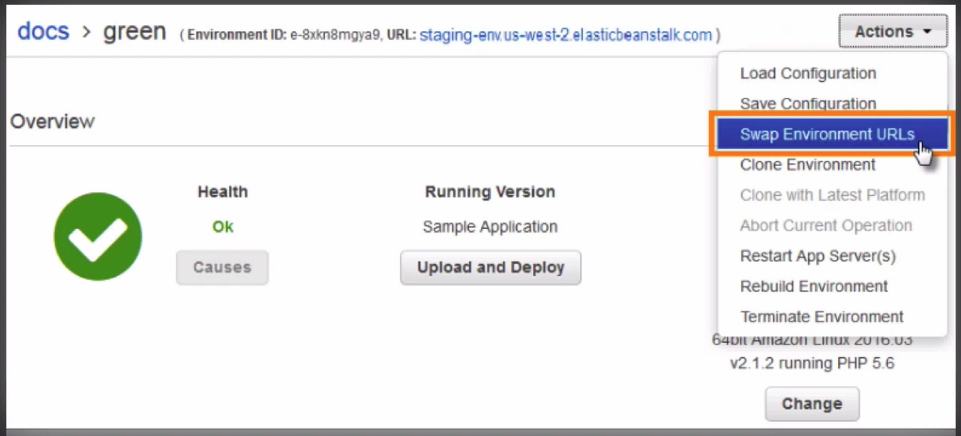 docs > green ( Environment ID: e-8xkn8mgya9, URL: staging-env.us-west-2.elasticbeanstalk.com )
Actions
Load Configuration
Save Configuration
Overview
Swap Environment URLs
Clone Environment
Health
Running Version
Clone with Latest Platform
Ok
Sample Application
Abort Current Operation
Restart App Server(s)
Causes
Upload and Deploy
Rebuild Environment
Terminate Environment
64bit Amazon Linux 2016.03
v2.1.2 running PHP 5.6
Change